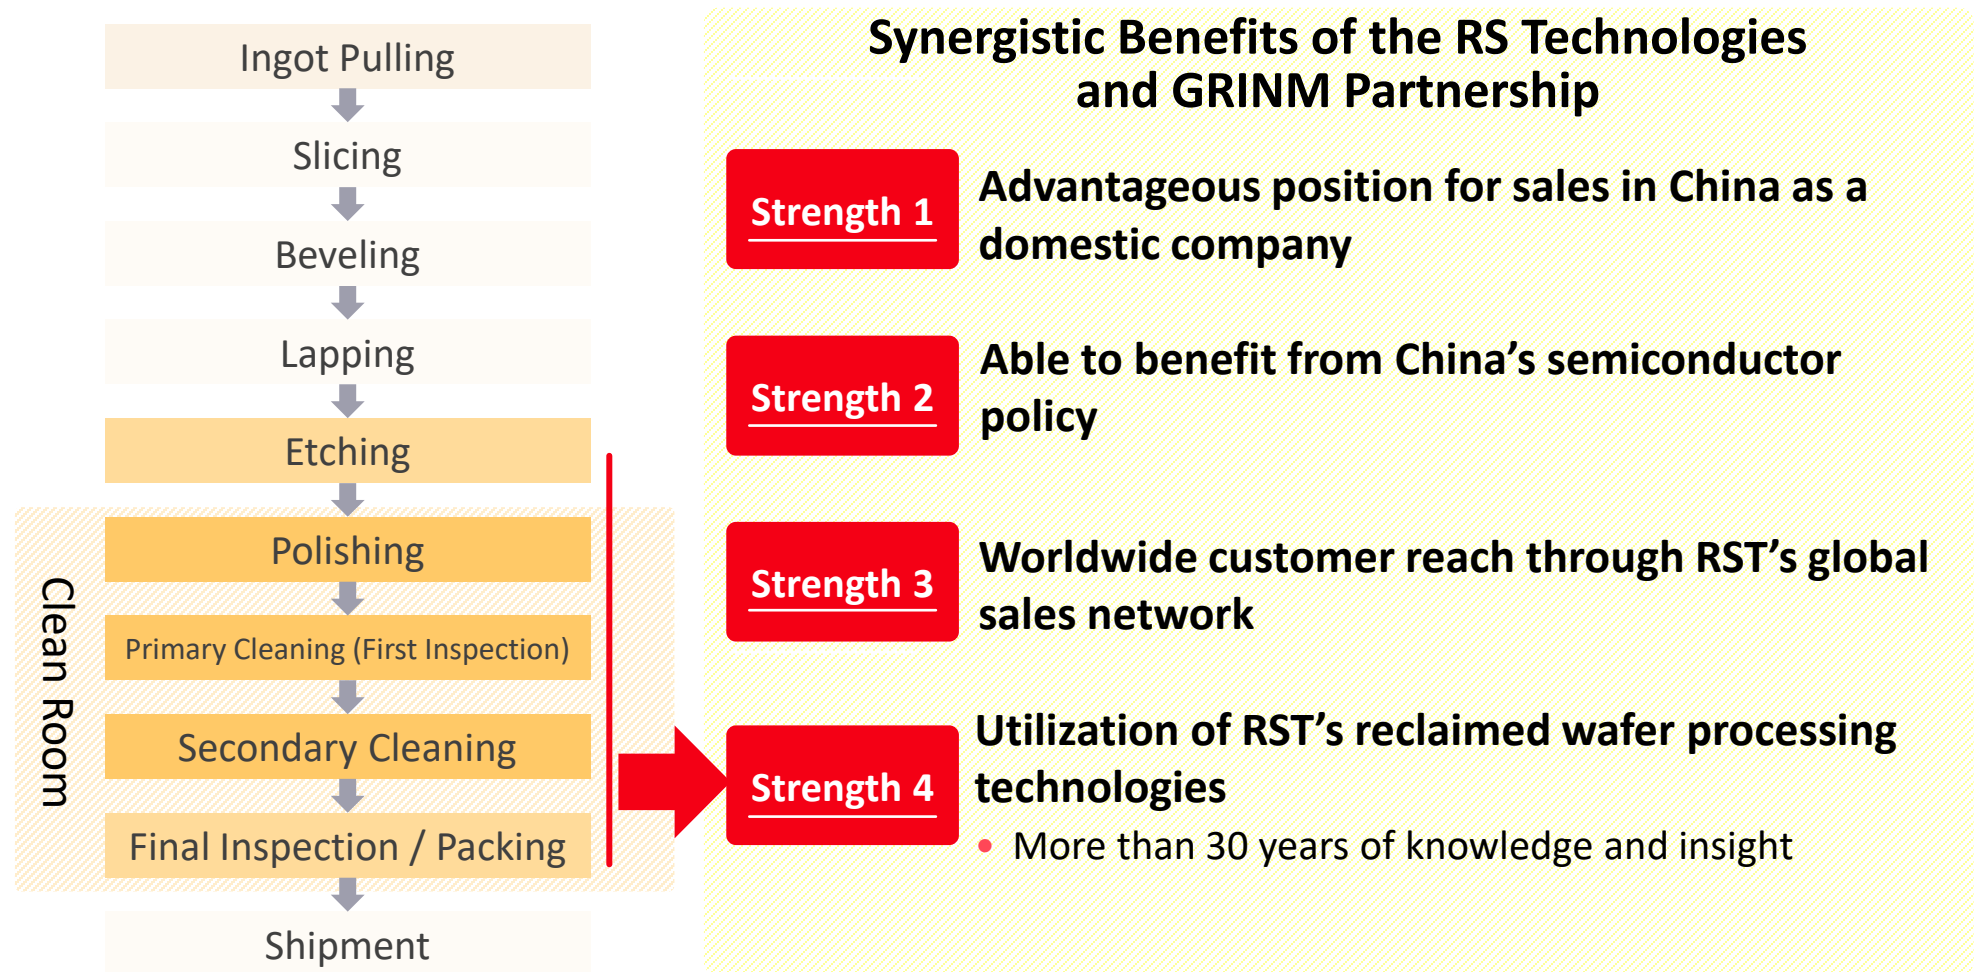 Ingot Pulling
Slicing
Beveling
Lapping
Etching
Polishing
Primary Cleaning (First Inspection)
Secondary Cleaning
Final Inspection / Packing
Shipment
Clean Room
Synergistic Benefits of the RS Technologies
and GRINM Partnership
Strength 1
Advantageous position for sales in China as a
domestic company
Strength 2
Able to benefit from China’s semiconductor
policy
Strength 3
Worldwide customer reach through RST’s global
sales network
Strength 4
Utilization of RST’s reclaimed wafer processing
technologies
• More than 30 years of knowledge and insight